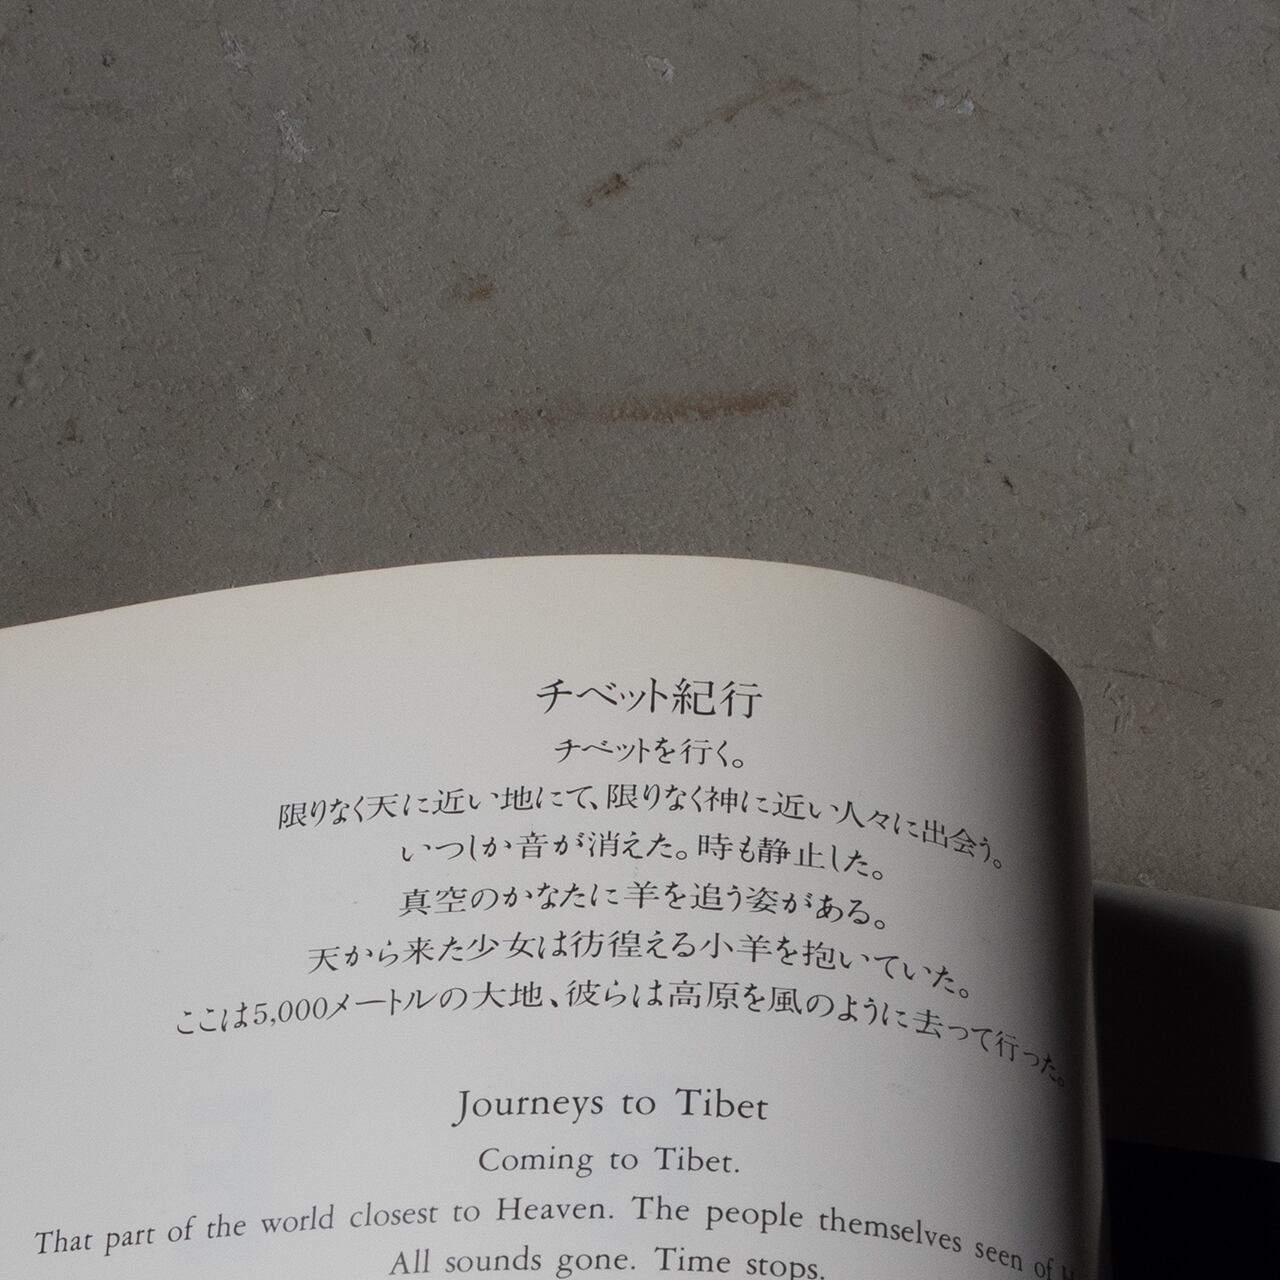 チベット紀行
チベットを行く。
限りなく天に近い地にて、限りなく神に近い人々に出会う。
いつしか音が消えた。時も静止した。
真空のかなたに羊を追う姿がある。
天から来た少女は彷徨える小羊を抱いていた。
ここは5,000メートルの大地、彼らは高原を風のように去って行った。
Journeys to Tibet
Coming to Tibet.
That part of the world closest to Heaven. The people themselves seen of
All sounds gone. Time stops.